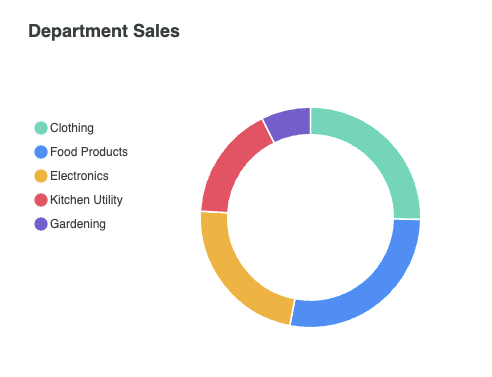 Department Sales
Clothing
Food Products
Electronics
Kitchen Utility
Gardening